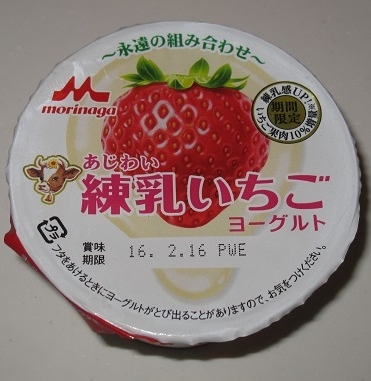 ～永遠の組み合わせ～
morinaga
練乳感UP！※
期間
限定
いちご果肉10%
あじわい
練乳いちご
ヨーグルト
プラ
賞味
期限
16. 2.16 PWE
フタをあけるときにヨーグルトがとび出ることがありますので、お気をつけください。